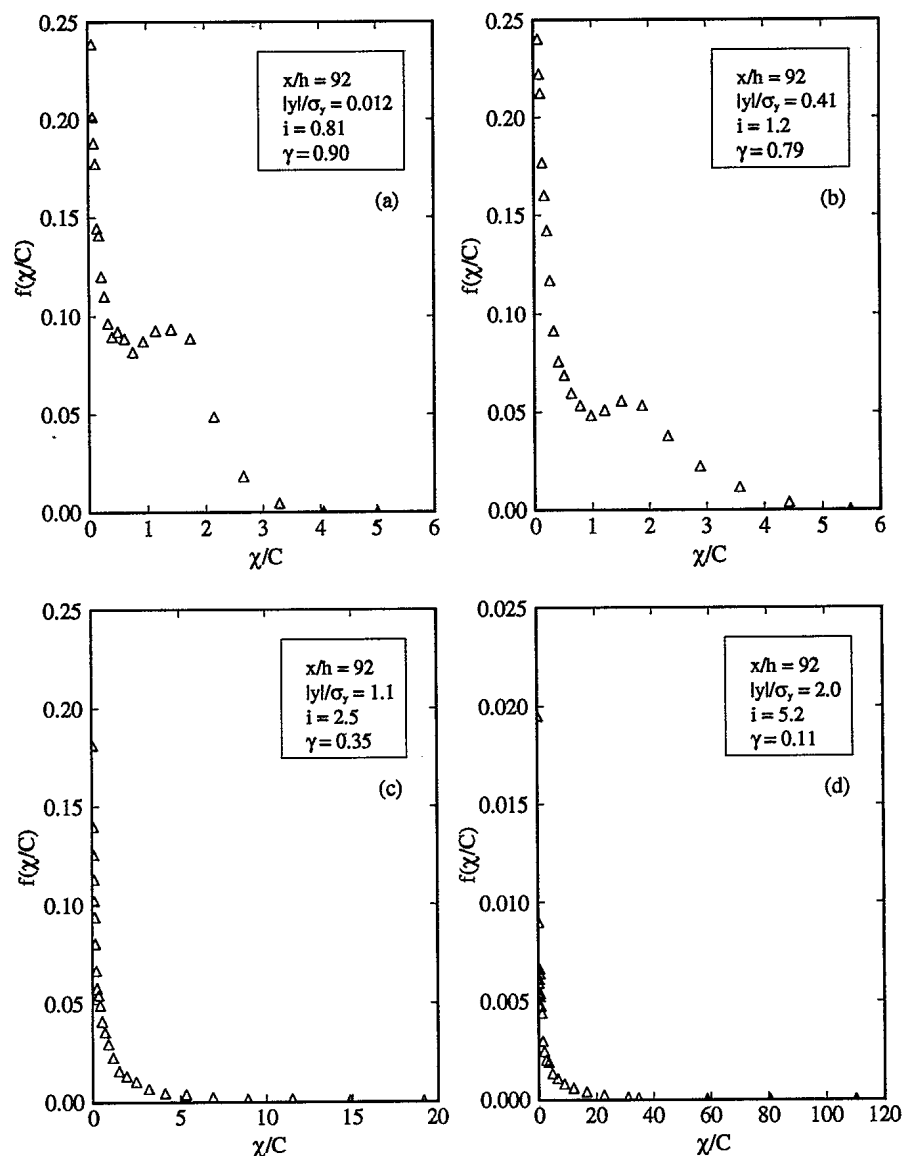 0.25
0.20
0.15
0.10
0.05
0.00
f(χ/C)
0 1 2 3 4 5 6
χ/C
x/h = 92
|y|/σ_y = 0.012
i = 0.81
γ = 0.90
(a)
0.25
0.20
0.15
0.10
0.05
0.00
f(χ/C)
0 1 2 3 4 5 6
χ/C
x/h = 92
|y|/σ_y = 0.41
i = 1.2
γ = 0.79
(b)
0.25
0.20
0.15
0.10
0.05
0.00
f(χ/C)
0 5 10 15 20
χ/C
x/h = 92
|y|/σ_y = 1.1
i = 2.5
γ = 0.35
(c)
0.025
0.020
0.015
0.010
0.005
0.000
f(χ/C)
0 20 40 60 80 100 120
χ/C
x/h = 92
|y|/σ_y = 2.0
i = 5.2
γ = 0.11
(d)